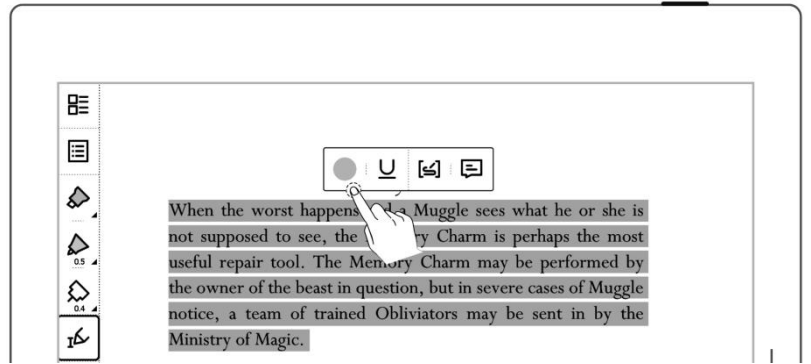 U
When the worst happens a Muggle sees what he or she is
not supposed to see, the Charm is perhaps the most
useful repair tool. The Memory Charm may be performed by
0.5
the owner of the beast in question, but in severe cases of Muggle
0.4
notice, a team of trained Obliviators may be sent in by the
Ministry of Magic.